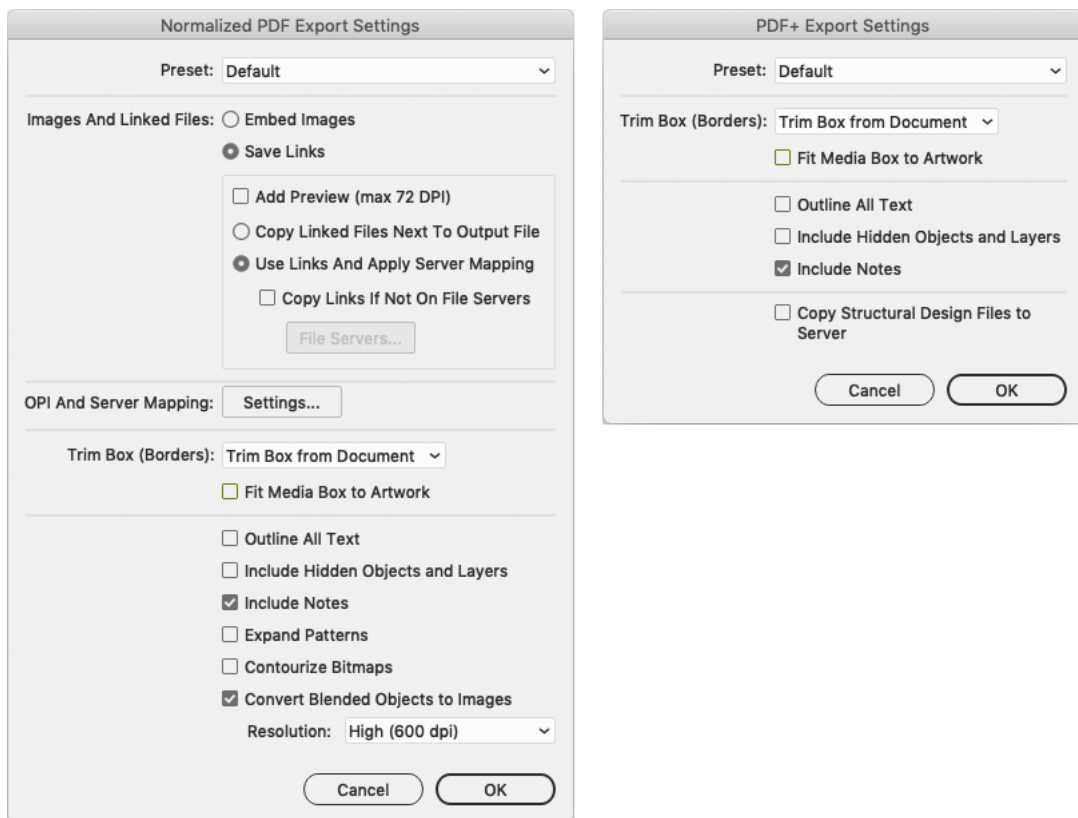 Normalized PDF Export Settings
Preset: Default
Images And Linked Files: Embed Images
Save Links
Add Preview (max 72 DPI)
Copy Linked Files Next To Output File
Use Links And Apply Server Mapping
Copy Links If Not On File Servers
File Servers...
OPI And Server Mapping: Settings...
Trim Box (Borders): Trim Box from Document
Fit Media Box to Artwork
Outline All Text
Include Hidden Objects and Layers
Include Notes
Expand Patterns
Contourize Bitmaps
Convert Blended Objects to Images
Resolution: High (600 dpi)
Cancel OK
PDF+ Export Settings
Preset: Default
Trim Box (Borders): Trim Box from Document
Fit Media Box to Artwork
Outline All Text
Include Hidden Objects and Layers
Include Notes
Copy Structural Design Files to
Server
Cancel OK